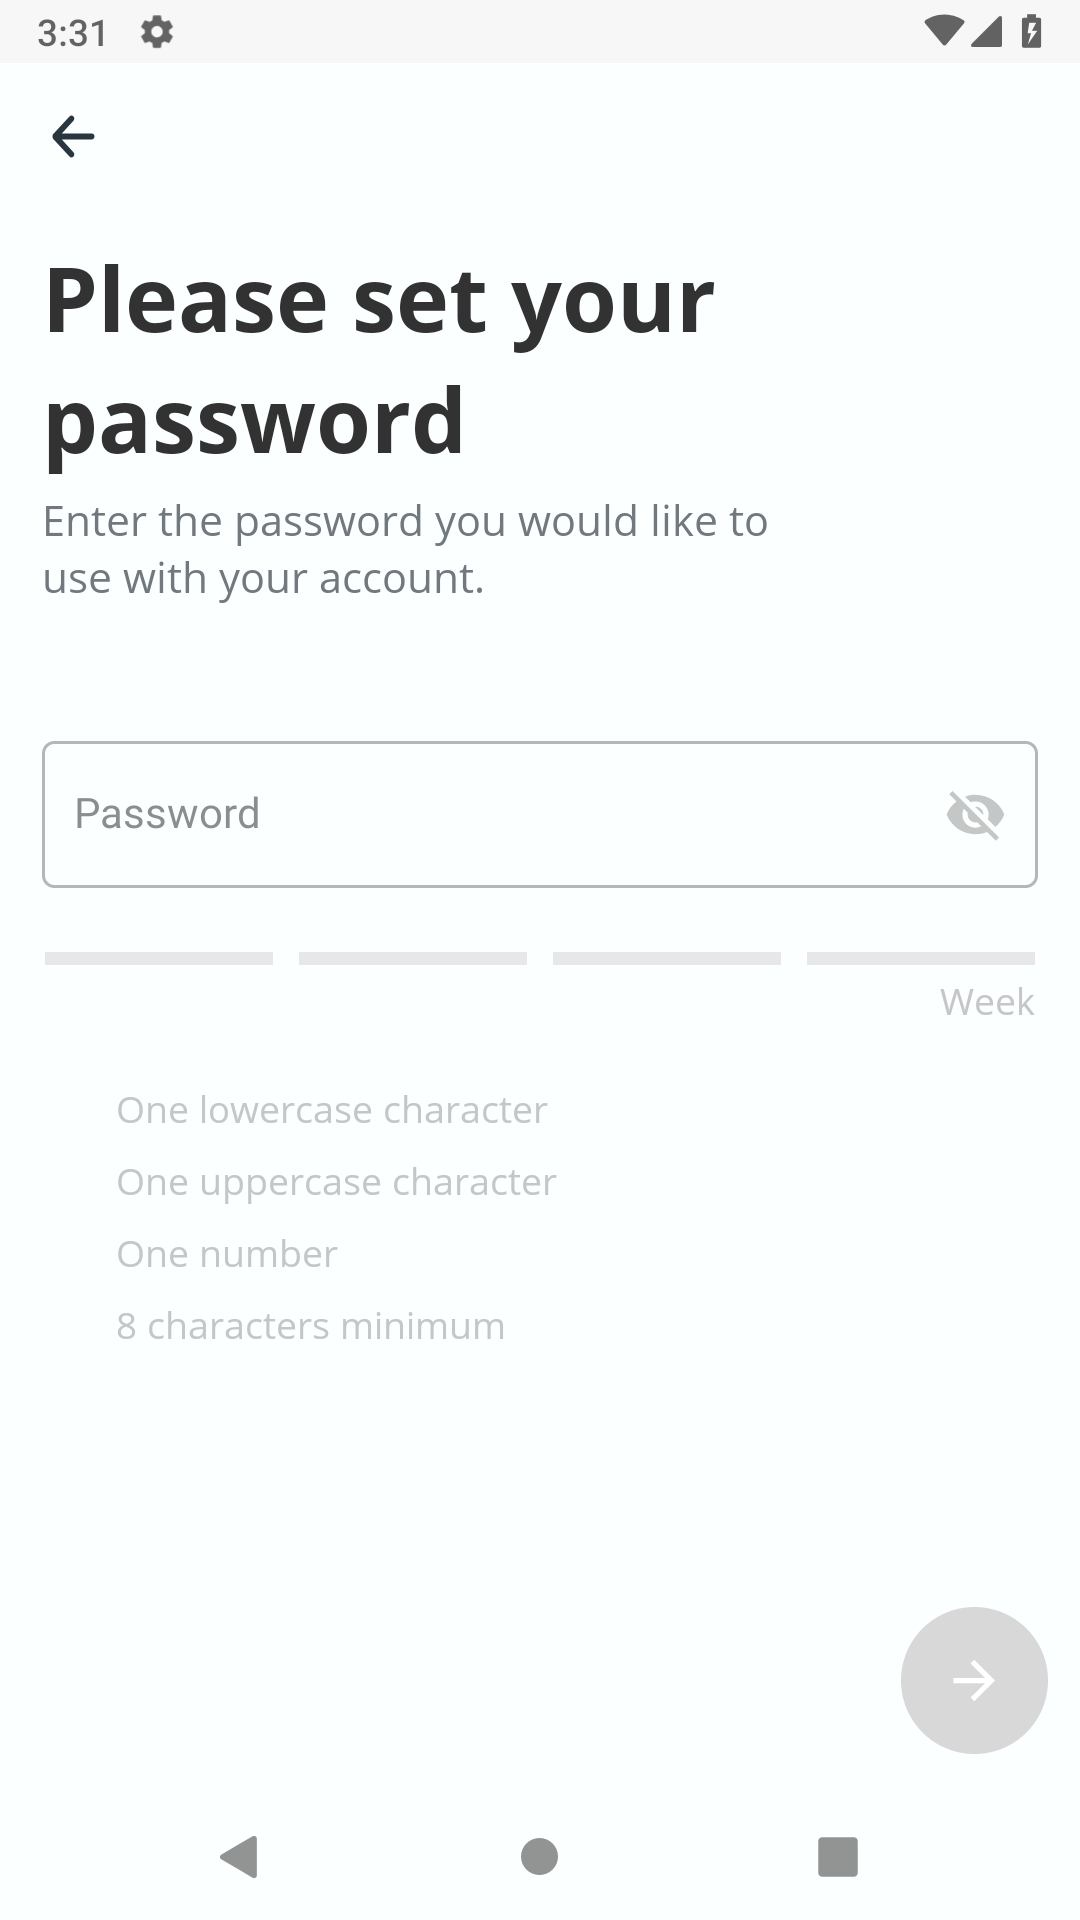 3:31
Please set your
password
Enter the password you would like to
use with your account.
Password
Week
One lowercase character
One uppercase character
One number
8 characters minimum